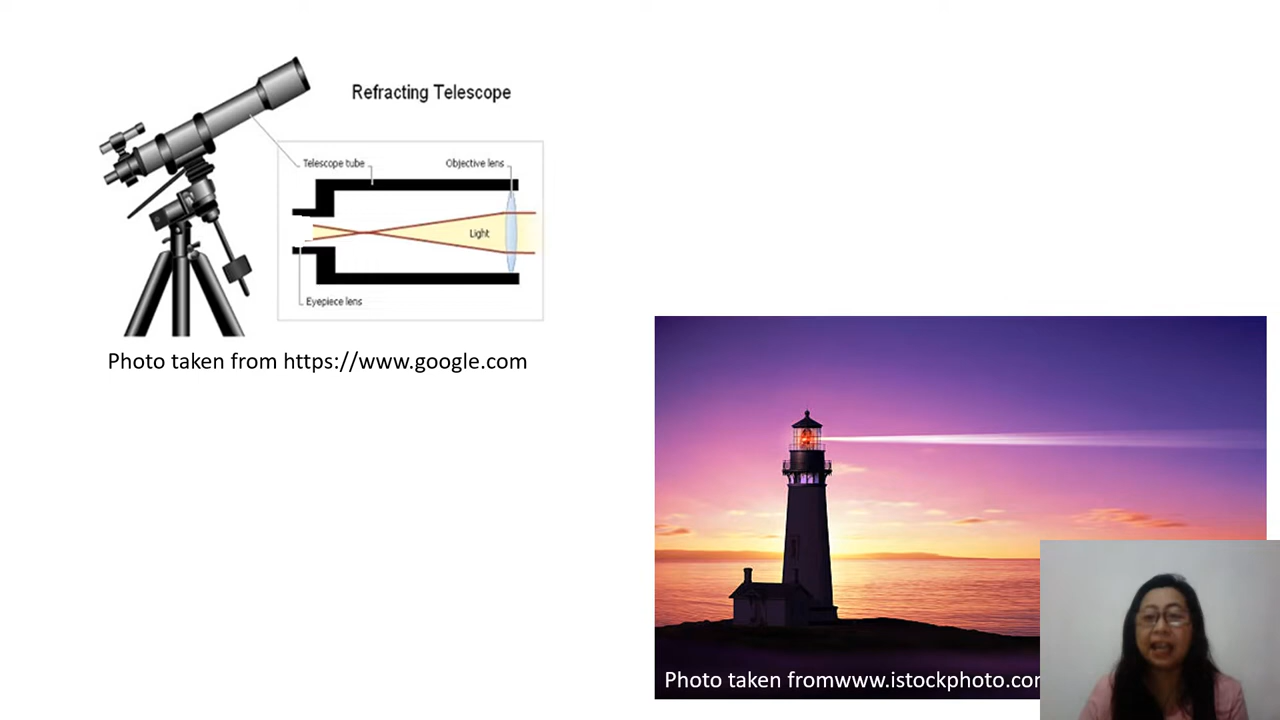 Refracting Telescope
Telescope tube
Objective lens
Light
Eyepiece lens
Photo taken from https://www.google.com
Photo taken fromwww.istockphoto.cor